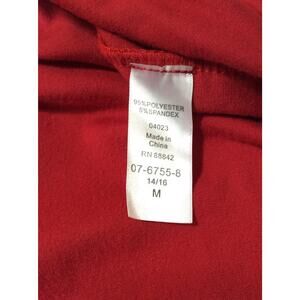 95%POLYESTER
5%SPANDEX
04023
Made in
China
RN 88842
07-6755-8
14/16
M